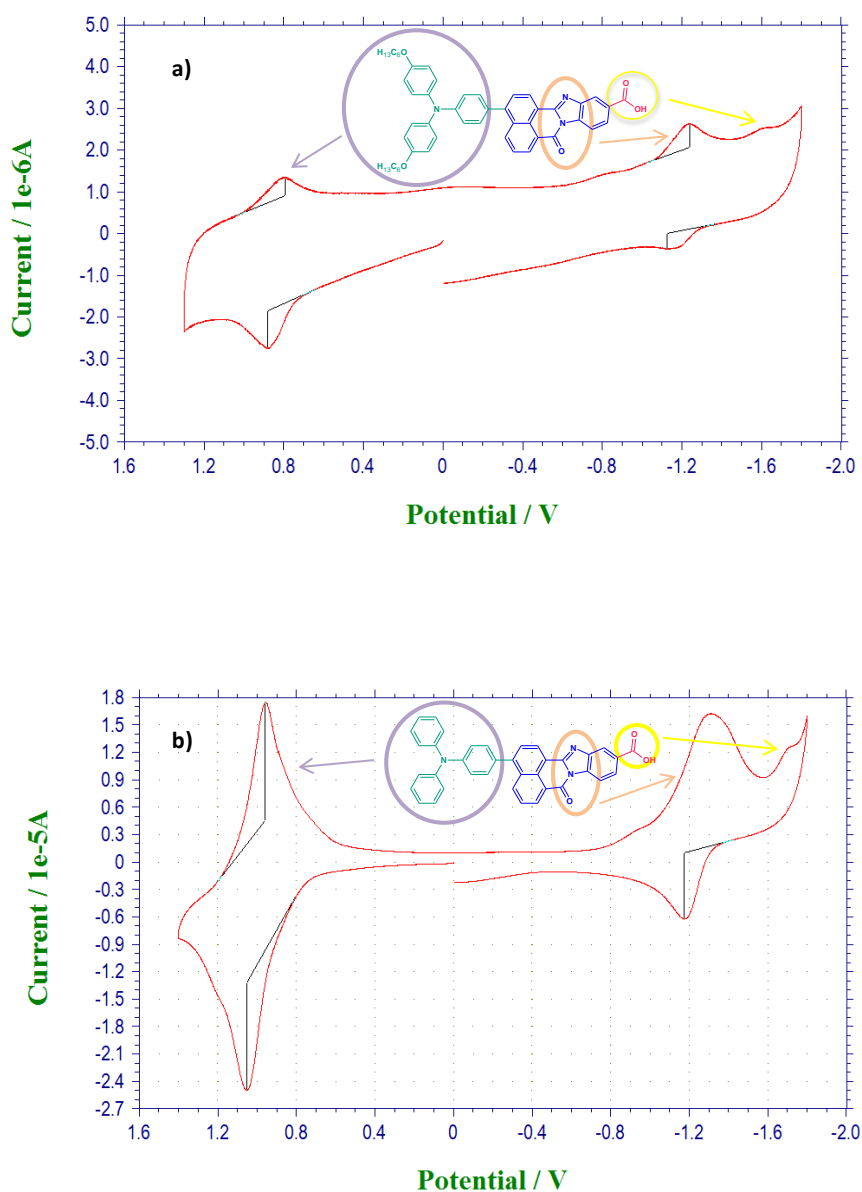 a)
5.0
4.0
3.0
2.0
1.0
0
-1.0
-2.0
-3.0
-4.0
-5.0
Current / 1e-6A
H13C6O
N
H13C6O
N
N
O
O
OH
1.6 1.2 0.8 0.4 0 -0.4 -0.8 -1.2 -1.6 -2.0
Potential / V
b)
1.8
1.5
1.2
0.9
0.6
0.3
0
-0.3
-0.6
-0.9
-1.2
-1.5
-1.8
-2.1
-2.4
-2.7
Current / 1e-5A
N
N
N
O
O
OH
1.6 1.2 0.8 0.4 0 -0.4 -0.8 -1.2 -1.6 -2.0
Potential / V